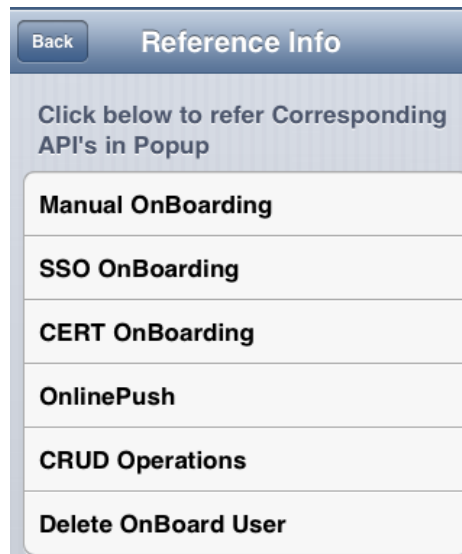 Back
Reference Info
Click below to refer Corresponding
API's in Popup
Manual OnBoarding
SSO OnBoarding
CERT OnBoarding
OnlinePush
CRUD Operations
Delete OnBoard User